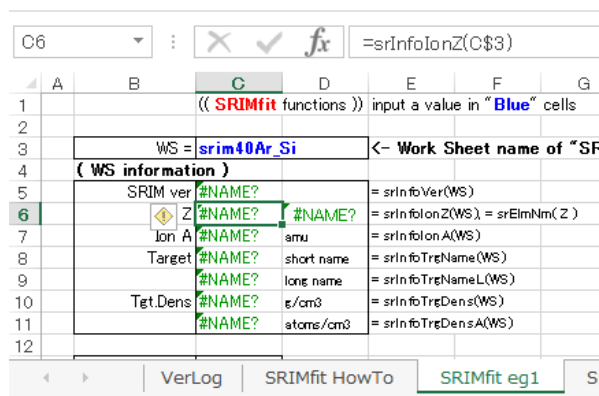 C6 fx =srInfoIonZ(C$3)
A B C D E F G
1 (( SRIMfit functions )) input a value in "Blue" cells
2
3 WS = srim40Ar_Si <- Work Sheet name of "SR
4 ( WS information )
5 SRIM ver #NAME? = srInfoVer(WS)
6 Z #NAME? #NAME? = srInfoIonZ(WS), = srElmNm( Z )
7 Ion A #NAME? amu = srInfoIonA(WS)
8 Target #NAME? short name = srInfoTrgName(WS)
9 #NAME? long name = srInfoTrgNameL(WS)
10 Tgt.Dens #NAME? g/cm3 = srInfoTrgDens(WS)
11 #NAME? atoms/cm3 = srInfoTrgDensA(WS)
12
VerLog SRIMfit HowTo SRIMfit eg1 S